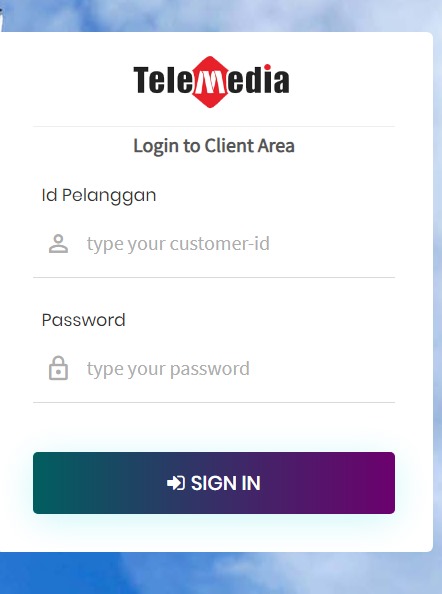 Telemedia
Login to Client Area
Id Pelanggan
type your customer-id
Password
type your password
SIGN IN